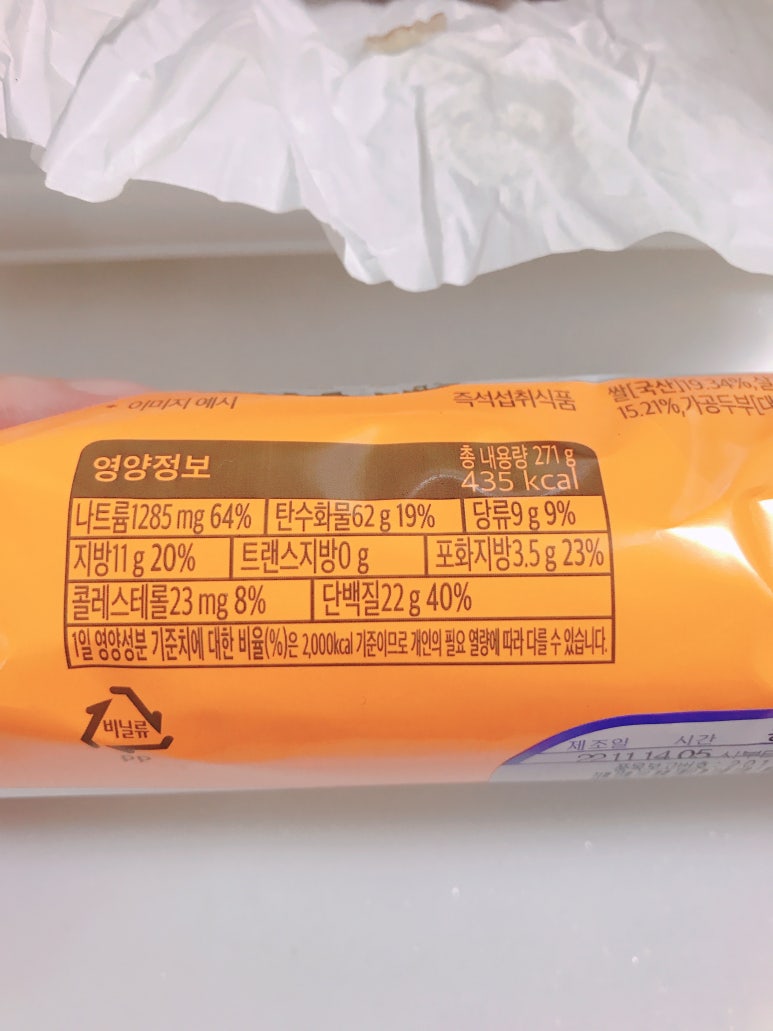 * 이미지 예시
즉석섭취식품
쌀[국산]19.34%,
15.21%,가공두부[대
영양정보
총 내용량 271 g
435 kcal
나트륨1285 mg 64% 탄수화물62 g 19% 당류9 g 9%
지방11 g 20% 트랜스지방0 g 포화지방3.5 g 23%
콜레스테롤23 mg 8% 단백질22 g 40%
1일 영양성분 기준치에 대한 비율(%)은 2,000kcal 기준이므로 개인의 필요 열량에 따라 다를 수 있습니다.
비닐류
PP
제조일 시간
22.11.14 05